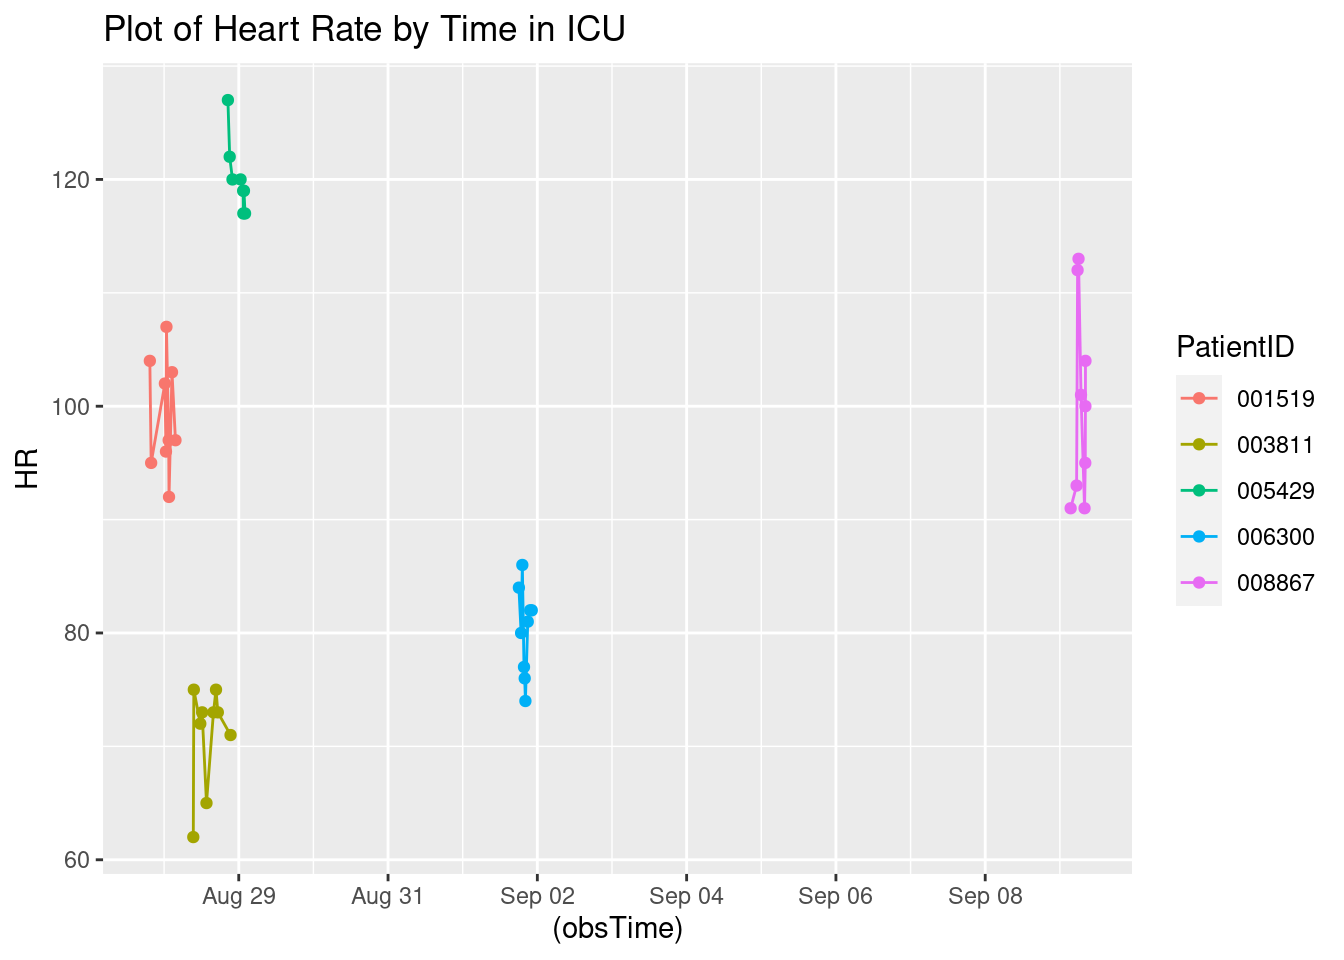 Plot of Heart Rate by Time in ICU
120
100
80
60
HR
Aug 29 Aug 31 Sep 02 Sep 04 Sep 06 Sep 08
(obsTime)
PatientID
001519
003811
005429
006300
008867